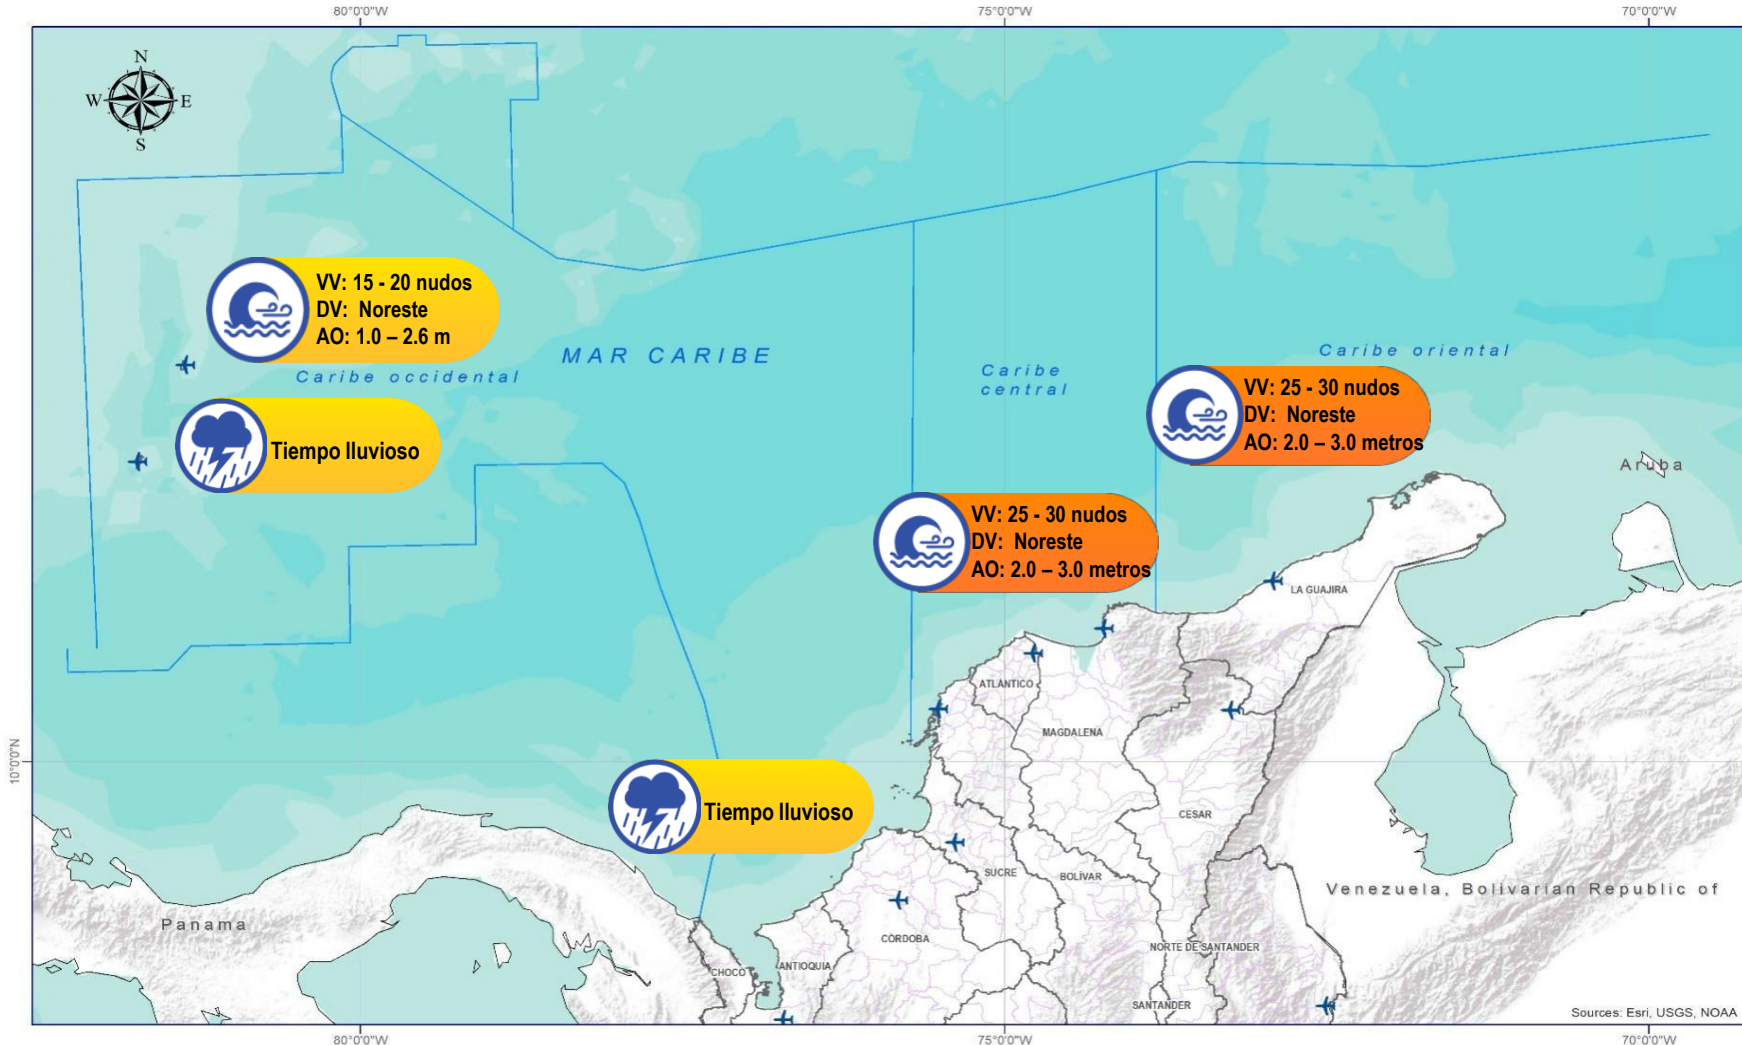 80°0'0"W
75°0'0"W
70°0'0"W
N
W
E
S
VV: 15 - 20 nudos
DV: Noreste
AO: 1.0 – 2.6 m
MAR CARIBE
Caribe occidental
Caribe
central
Caribe oriental
VV: 25 - 30 nudos
DV: Noreste
AO: 2.0 – 3.0 metros
Tiempo lluvioso
Aruba
VV: 25 - 30 nudos
DV: Noreste
AO: 2.0 – 3.0 metros
LA GUAJIRA
ATLÁNTICO
MAGDALENA
10°0'0"N
Tiempo lluvioso
CESAR
SUCRE
BOLÍVAR
Venezuela, Bolivarian Republic of
Panama
CÓRDOBA
NORTE DE SANTANDER
CHOCÓ
ANTIOQUIA
SANTANDER
Sources: Esri, USGS, NOAA
80°0'0"W
75°0'0"W
70°0'0"W